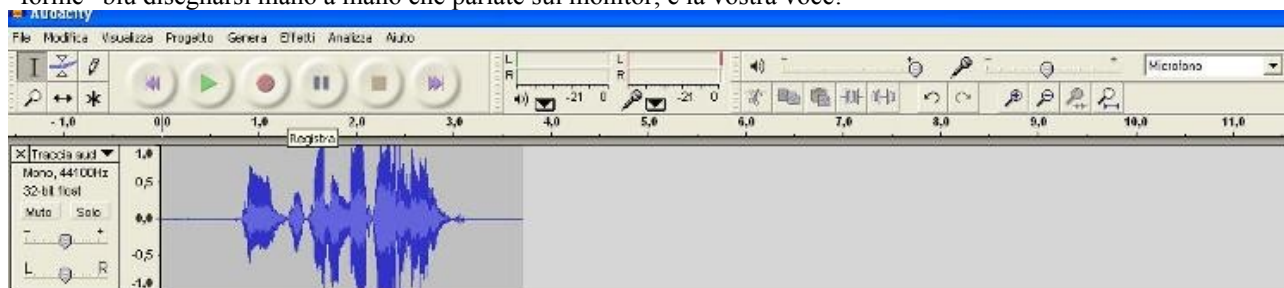 "forme" blu disegnarsi mano a mano che parlate sul monitor, è la vostra voce.
Audacity
File Modifica Visualizza Progetto Genera Effetti Analizza Aiuto
L
R
-21 0
L
R
-21 0
- +
- +
Microfono
- 1,0 0,0 1,0 2,0 3,0 4,0 5,0 6,0 7,0 8,0 9,0 10,0 11,0
Registra
X Traccia aud
Mono, 44100Hz
32-bit float
Muto Solo
- +
L R
1,0
0,5
0,0
-0,5
-1,0